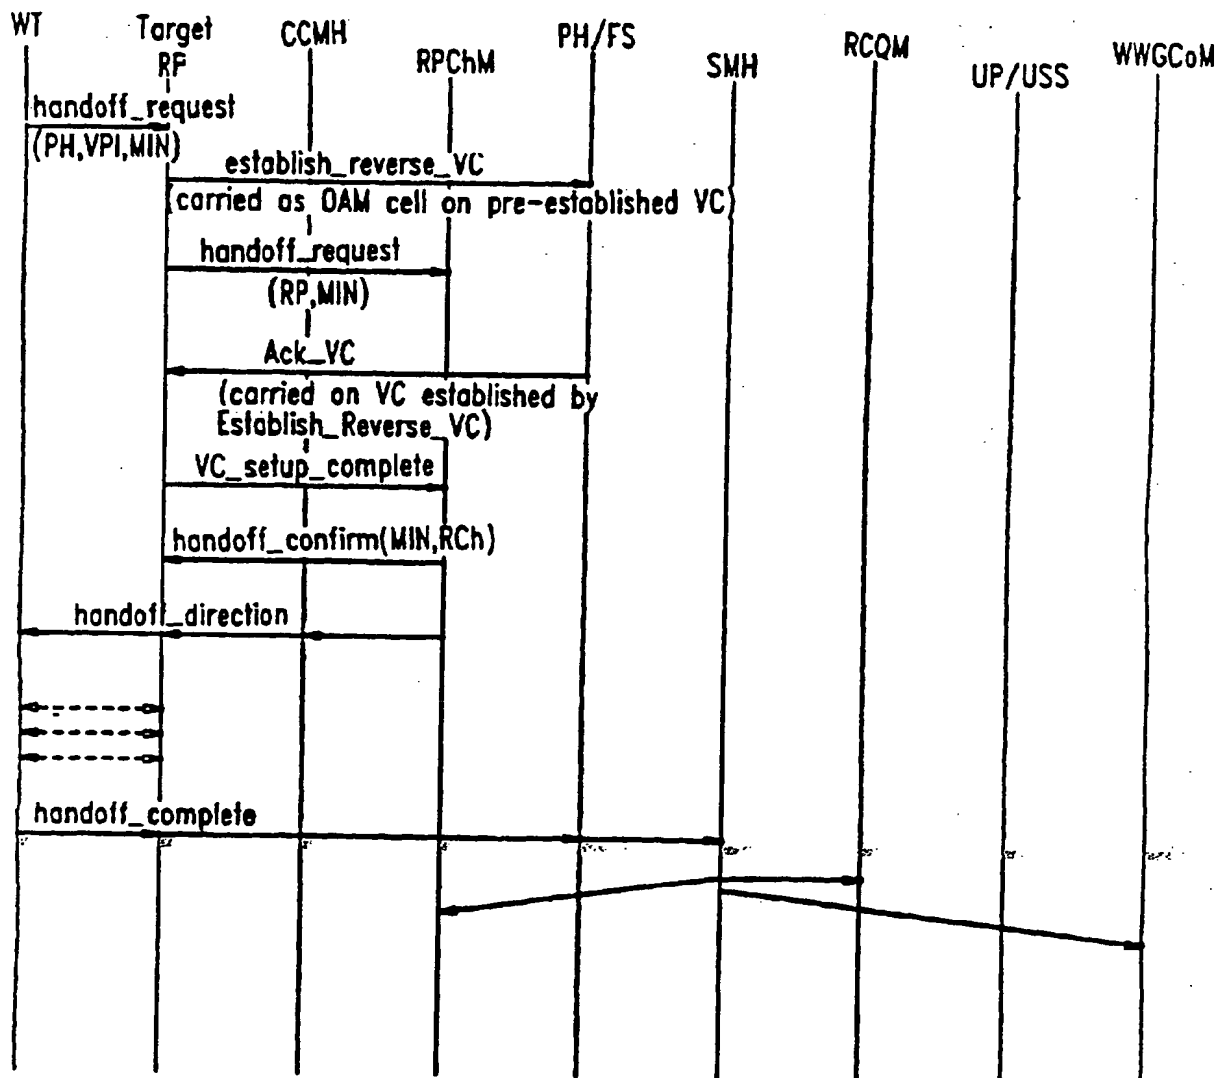 WT
Target
RP
CCMH
RPChM
PH/FS
SMH
RCQM
UP/USS
WWGCoM
handoff_request
(PH,VPI,MIN)
establish_reverse_VC
(carried as OAM cell on pre-established VC)
handoff_request
(RP,MIN)
Ack_VC
(carried on VC established by
Establish_Reverse_VC)
VC_setup_complete
handoff_confirm(MIN,RCh)
handoff_direction
handoff_complete